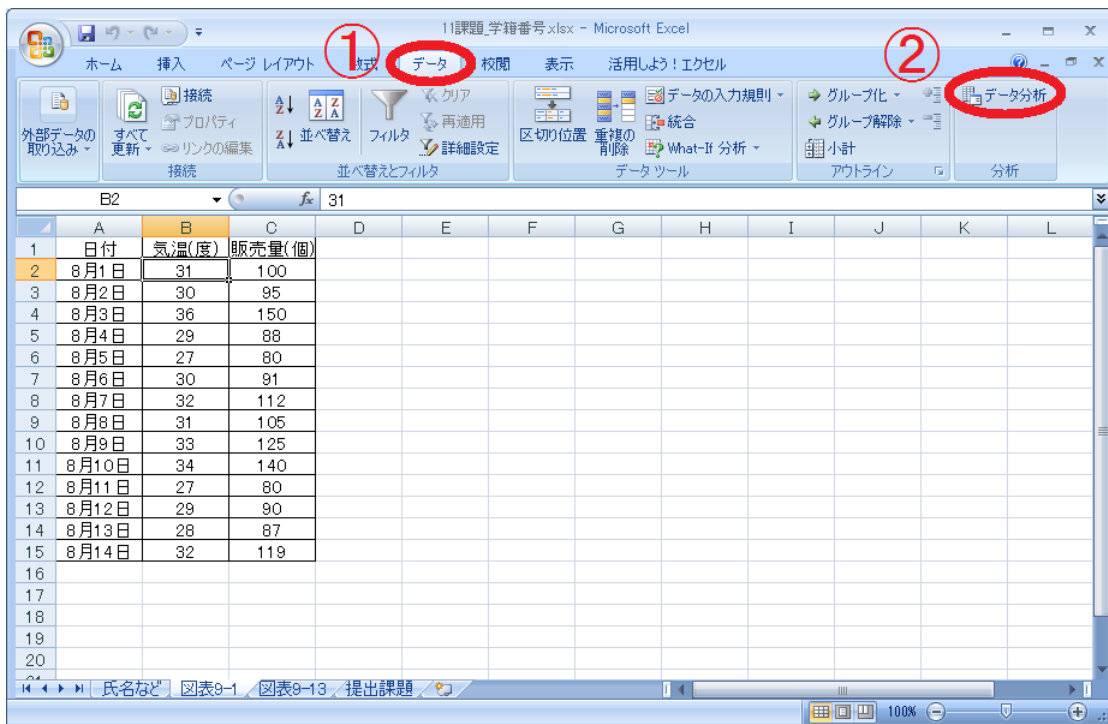 11課題_学籍番号.xlsx - Microsoft Excel
① ②
ホーム 挿入 ページ レイアウト 数式 データ 校閲 表示 活用しよう！エクセル
外部データの取り込み
すべて更新
接続
プロパティ
リンクの編集
接続
並べ替え
フィルタ
クリア
再適用
詳細設定
並べ替えとフィルタ
区切り位置
重複の削除
データの入力規則
統合
What-If 分析
データ ツール
グループ化
グループ解除
小計
アウトライン
データ分析
分析
B2 fx 31
A B C D E F G H I J K L
1 日付 気温(度) 販売量(個)
2 8月1日 31 100
3 8月2日 30 95
4 8月3日 36 150
5 8月4日 29 88
6 8月5日 27 80
7 8月6日 30 91
8 8月7日 32 112
9 8月8日 31 105
10 8月9日 33 125
11 8月10日 34 140
12 8月11日 27 80
13 8月12日 29 90
14 8月13日 28 87
15 8月14日 32 119
16
17
18
19
20
氏名など 図表9-1 図表9-13 提出課題
100%